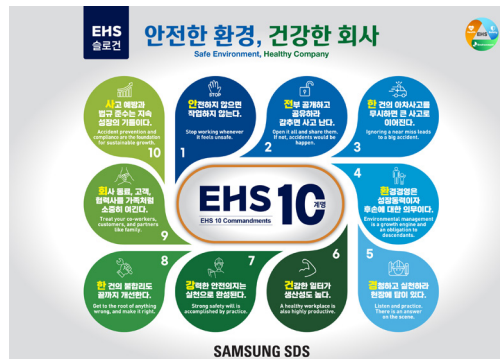 EHS
슬로건
안전한 환경, 건강한 회사
Safe Environment, Healthy Company
EHS
안전하지 않으면
작업하지 않는다.
Stop working whenever
it feels unsafe.
1
전부 공개하고
공유하라
감추면 사고 난다.
Open it all and share them.
If not, accidents would be
happen.
2
한 건의 아차사고를
무시하면 큰 사고로
이어진다.
Ignoring a near miss leads
to a big accident.
3
4
환경경영은
성장동력이자
후손에 대한 의무이다.
Environmental management
is a growth engine and
an obligation to
descendants.
5
경청하고 실천하라
현장에 답이 있다.
Listen and practice.
There is an answer
on the scene.
6
건강한 일터가
생산성도 높다.
A healthy workplace is
also highly productive.
7
강력한 안전의지는
실천으로 완성된다.
Strong safety will is
accomplished by practice.
8
한 건의 불합리도
끝까지 개선한다.
Get to the root of anything
wrong, and make it right.
회사 동료, 고객,
협력사를 가족처럼
소중히 여긴다.
Treat your co-workers,
customers, and partners
like family.
9
사고 예방과
법규 준수는 지속
성장의 기틀이다.
Accident prevention and
compliance are the foundation
for sustainable growth.
10
EHS 10 계명
EHS 10 Commandments
SAMSUNG SDS